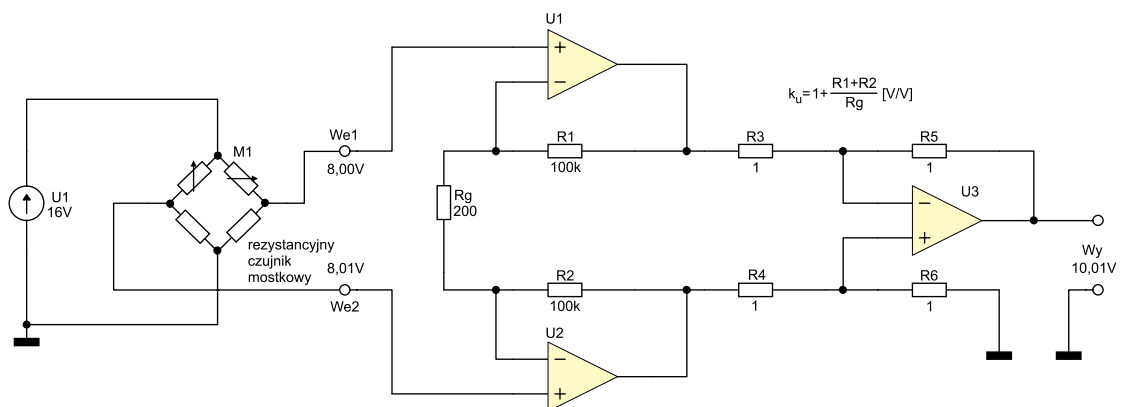 U1
k_u=1+ R1+R2 / Rg [V/V]
We1
8,00V
M1
R1
100k
R3
1
R5
1
U1
16V
Rg
200
U3
rezystancyjny
czujnik
mostkowy
8,01V
We2
R2
100k
R4
1
R6
1
Wy
10,01V
U2